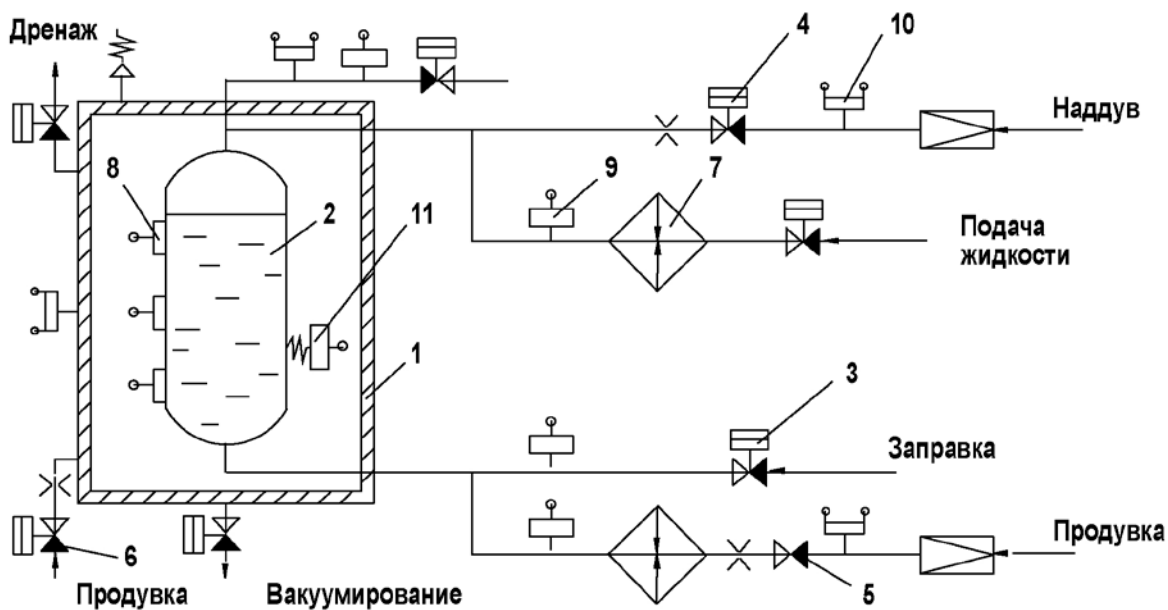 Дренаж
4
10
Наддув
8
2
11
9
7
Подача
жидкости
1
3
Заправка
6
5
Продувка
Продувка
Вакуумирование